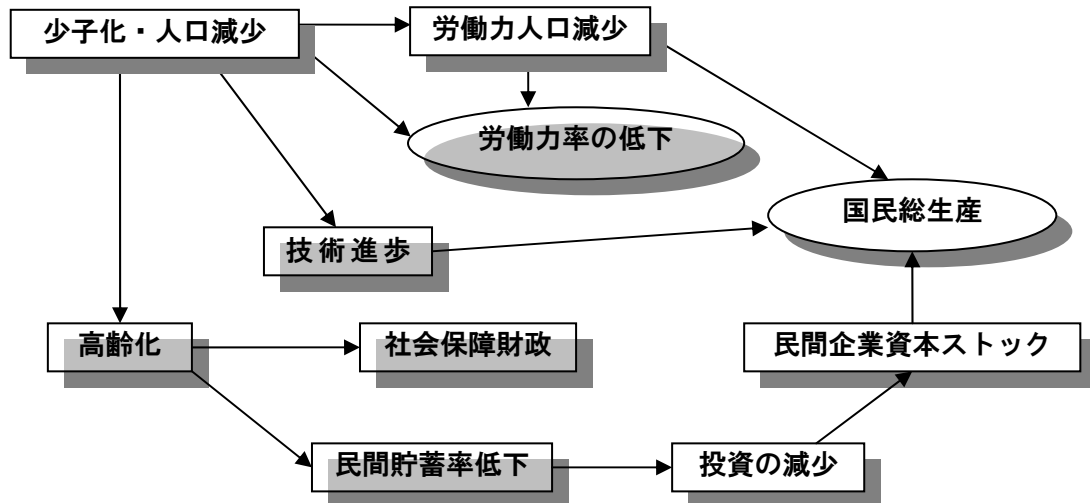 少子化・人口減少
労働力人口減少
労働力率の低下
国民総生産
技術進歩
高齢化
社会保障財政
民間企業資本ストック
民間貯蓄率低下
投資の減少